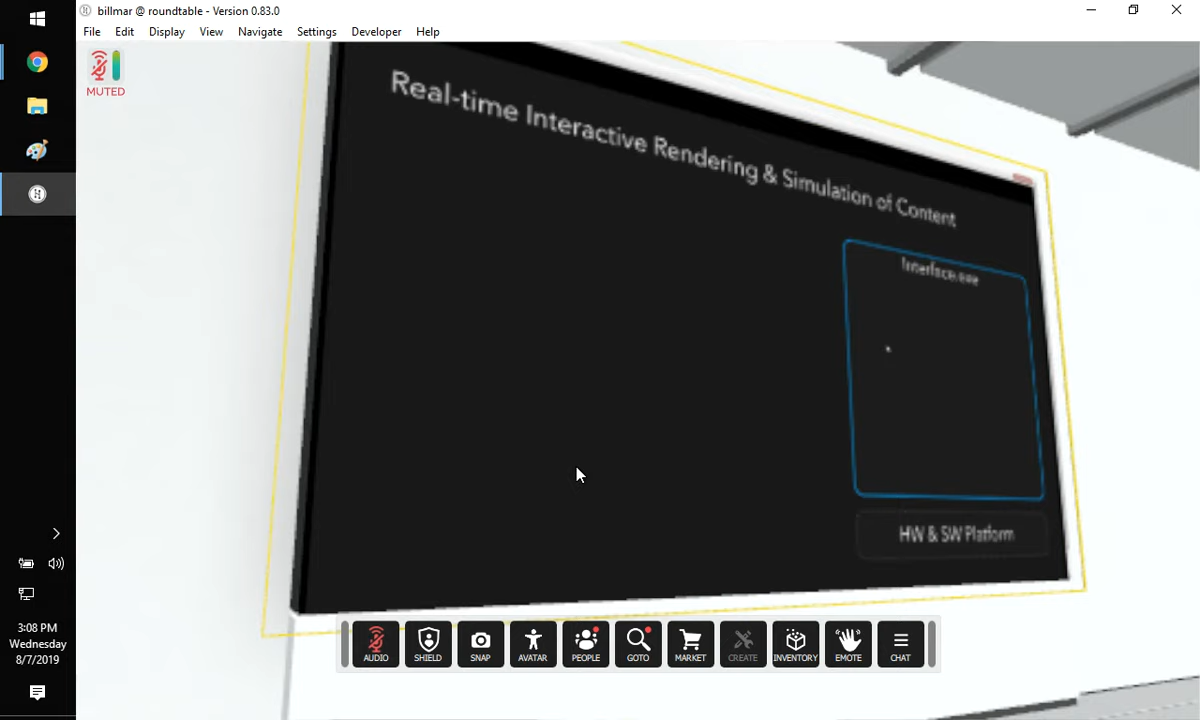 billmar @ roundtable - Version 0.83.0
File Edit Display View Navigate Settings Developer Help
MUTED
Real-time Interactive Rendering & Simulation of Content
Interface.exe
HW & SW Platform
AUDIO SHIELD SNAP AVATAR PEOPLE GOTO MARKET CREATE INVENTORY EMOTE CHAT
3:08 PM
Wednesday
8/7/2019